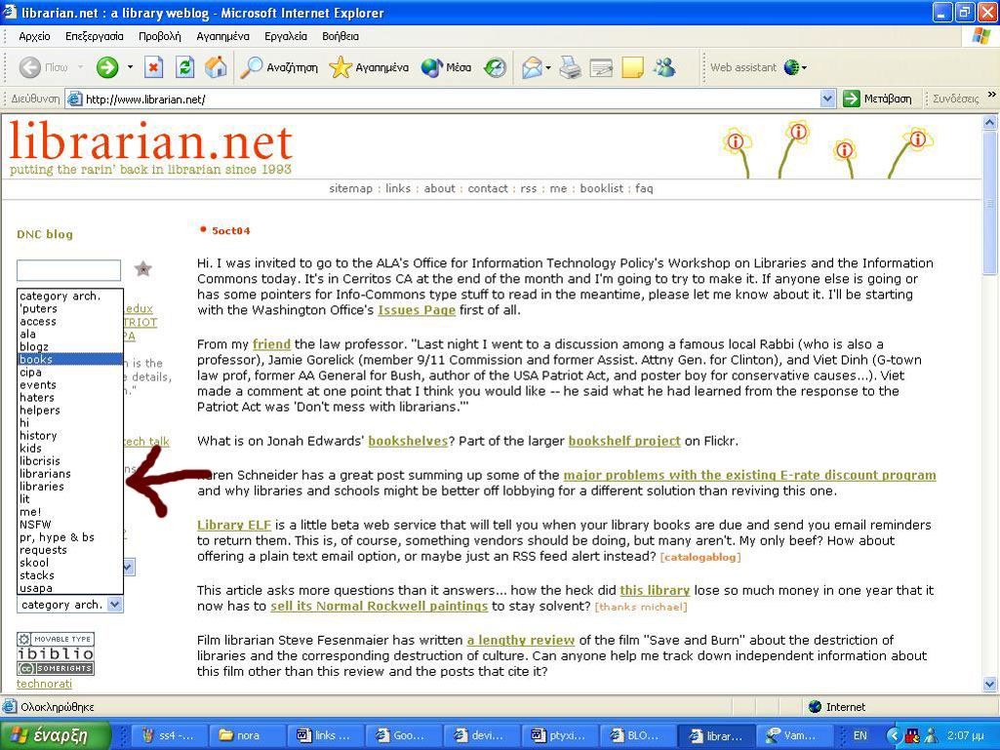 librarian.net : a library weblog - Microsoft Internet Explorer
Αρχείο Επεξεργασία Προβολή Αγαπημένα Εργαλεία Βοήθεια
Πίσω Αναζήτηση Αγαπημένα Μέσα Web assistant
Διεύθυνση http://www.librarian.net/ Μετάβαση Συνδέσεις »
librarian.net
putting the rarin' back in librarian since 1993
sitemap : links : about : contact : rss : me : booklist : faq
DNC blog
category arch.
'puters
access
ala
blogz
books
cipa
events
haters
helpers
hi
history
kids
libcrisis
librarians
libraries
lit
me!
NSFW
pr, hype & bs
requests
skool
stacks
usapa
category arch.
edux
TRIOT
PA
n is the
e details,
n."
tech talk
ns
MOVABLE TYPE
ibiblio
cc SOMERIGHTS
technorati
• 5oct04
Hi. I was invited to go to the ALA's Office for Information Technology Policy's Workshop on Libraries and the Information
Commons today. It's in Cerritos CA at the end of the month and I'm going to try to make it. If anyone else is going or
has some pointers for Info-Commons type stuff to read in the meantime, please let me know about it. I'll be starting
with the Washington Office's Issues Page first of all.
From my friend the law professor. "Last night I went to a discussion among a famous local Rabbi (who is also a
professor), Jamie Gorelick (member 9/11 Commission and former Assist. Attny Gen. for Clinton), and Viet Dinh (G-town
law prof, former AA General for Bush, author of the USA Patriot Act, and poster boy for conservative causes...). Viet
made a comment at one point that I think you would like -- he said what he had learned from the response to the
Patriot Act was 'Don't mess with librarians.'"
What is on Jonah Edwards' bookshelves? Part of the larger bookshelf project on Flickr.
aren Schneider has a great post summing up some of the major problems with the existing E-rate discount program
and why libraries and schools might be better off lobbying for a different solution than reviving this one.
Library ELF is a little beta web service that will tell you when your library books are due and send you email reminders
to return them. This is, of course, something vendors should be doing, but many aren't. My only beef? How about
offering a plain text email option, or maybe just an RSS feed alert instead? [catalogablog]
This article asks more questions than it answers... how the heck did this library lose so much money in one year that it
now has to sell its Normal Rockwell paintings to stay solvent? [thanks michael]
Film librarian Steve Fesenmaier has written a lengthy review of the film "Save and Burn" about the destriction of
libraries and the corresponding destruction of culture. Can anyone help me track down independent information about
this film other than this review and the posts that cite it?
Ολοκληρώθηκε Internet
έναρξη ss4 -... nora links ... Goo... devi... ptyxi... BLO... librar... Vam... EN 2:07 μμ